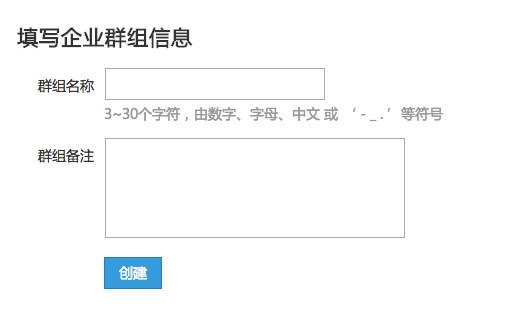 填写企业群组信息
群组名称
3~30个字符，由数字、字母、中文 或 ‘ - _ . ’ 等符号
群组备注
创建